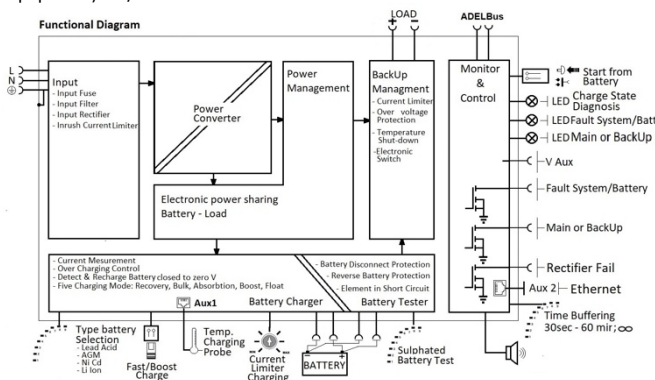 Functional Diagram
LOAD
+ -
ADELBus
L
N
Input
- Input Fuse
- Input Filter
- Input Rectifier
- Inrush Current Limiter
Power
Converter
Power
Management
BackUp
Managment
- Current Limiter
- Over voltage
Protection
- Temperature
Shut-down
-Electronic
Switch
Monitor
&
Control
Start from
Battery
LED Charge State
Diagnosis
LED Fault System/Batt
LED Main or BackUp
V Aux
Fault System/Battery
Main or BackUp
Rectifier Fail
Aux 2
Ethernet
Time Buffering
30sec - 60 mir; ∞
Electronic power sharing
Battery - Load
- Current Mesurement
- Over Charging Control
- Detect & Recharge Battery closed to zero V
- Five Charging Mode: Recovery, Bulk, Absorbtion, Boost, Float
Aux1
Battery Charger
- Battery Disconnect Protection
- Reverse Battery Protection
- Element in Short Circuit
Battery Tester
Type battery
Selection
- Lead Acid
- AGM
- Ni Cd
- Li Ion
Fast/Boost
Charge
Temp.
Charging
Probe
Current
Limiter
Charging
BATTERY
Sulphated
Battery Test